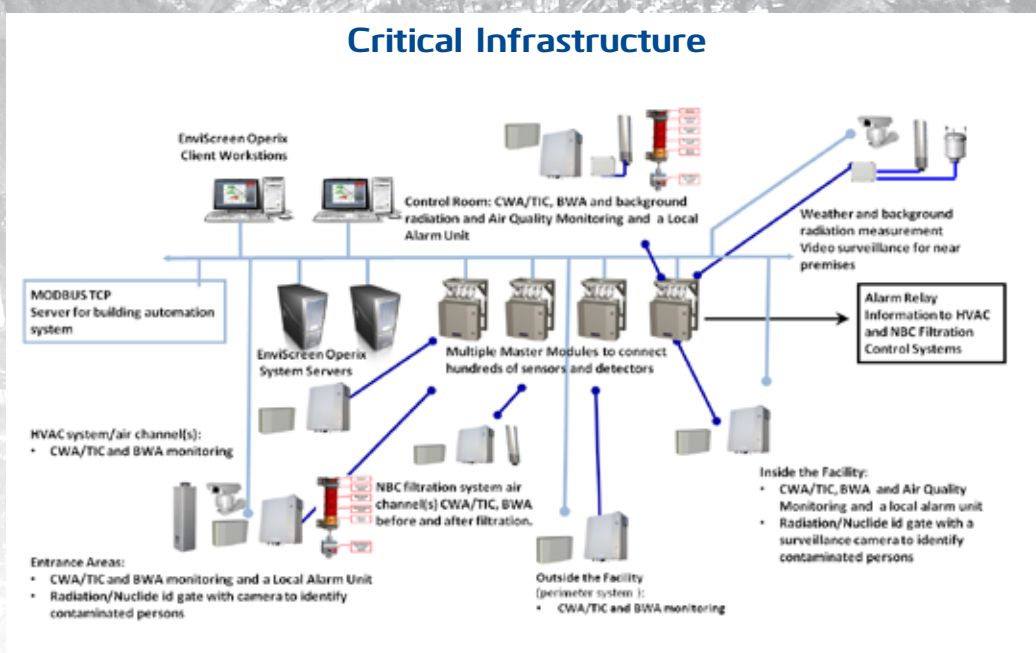 Critical Infrastructure
EnviScreen Operix
Client Workstions
Control Room: CWA/TIC, BWA and background
radiation and Air Quality Monitoring and a Local
Alarm Unit
Weather and background
radiation measurement
Video surveillance for near
premises
MODBUS TCP
Server for building automation
system
Alarm Relay
Information to HVAC
and NBC Filtration
Control Systems
EnviScreen Operix
System Servers
Multiple Master Modules to connect
hundreds of sensors and detectors
HVAC system/air channel(s):
• CWA/TIC and BWA monitoring
NBC filtration system air
channel(s) CWA/TIC, BWA
before and after filtration.
Inside the Facility:
• CWA/TIC, BWA and Air Quality
Monitoring and a local alarm unit
• Radiation/Nuclide id gate with a
surveillance camera to identify
contaminated persons
Entrance Areas:
• CWA/TIC and BWA monitoring and a Local Alarm Unit
• Radiation/Nuclide id gate with camera to identify
contaminated persons
Outside the Facility
(perimeter system ):
• CWA/TIC and BWA monitoring